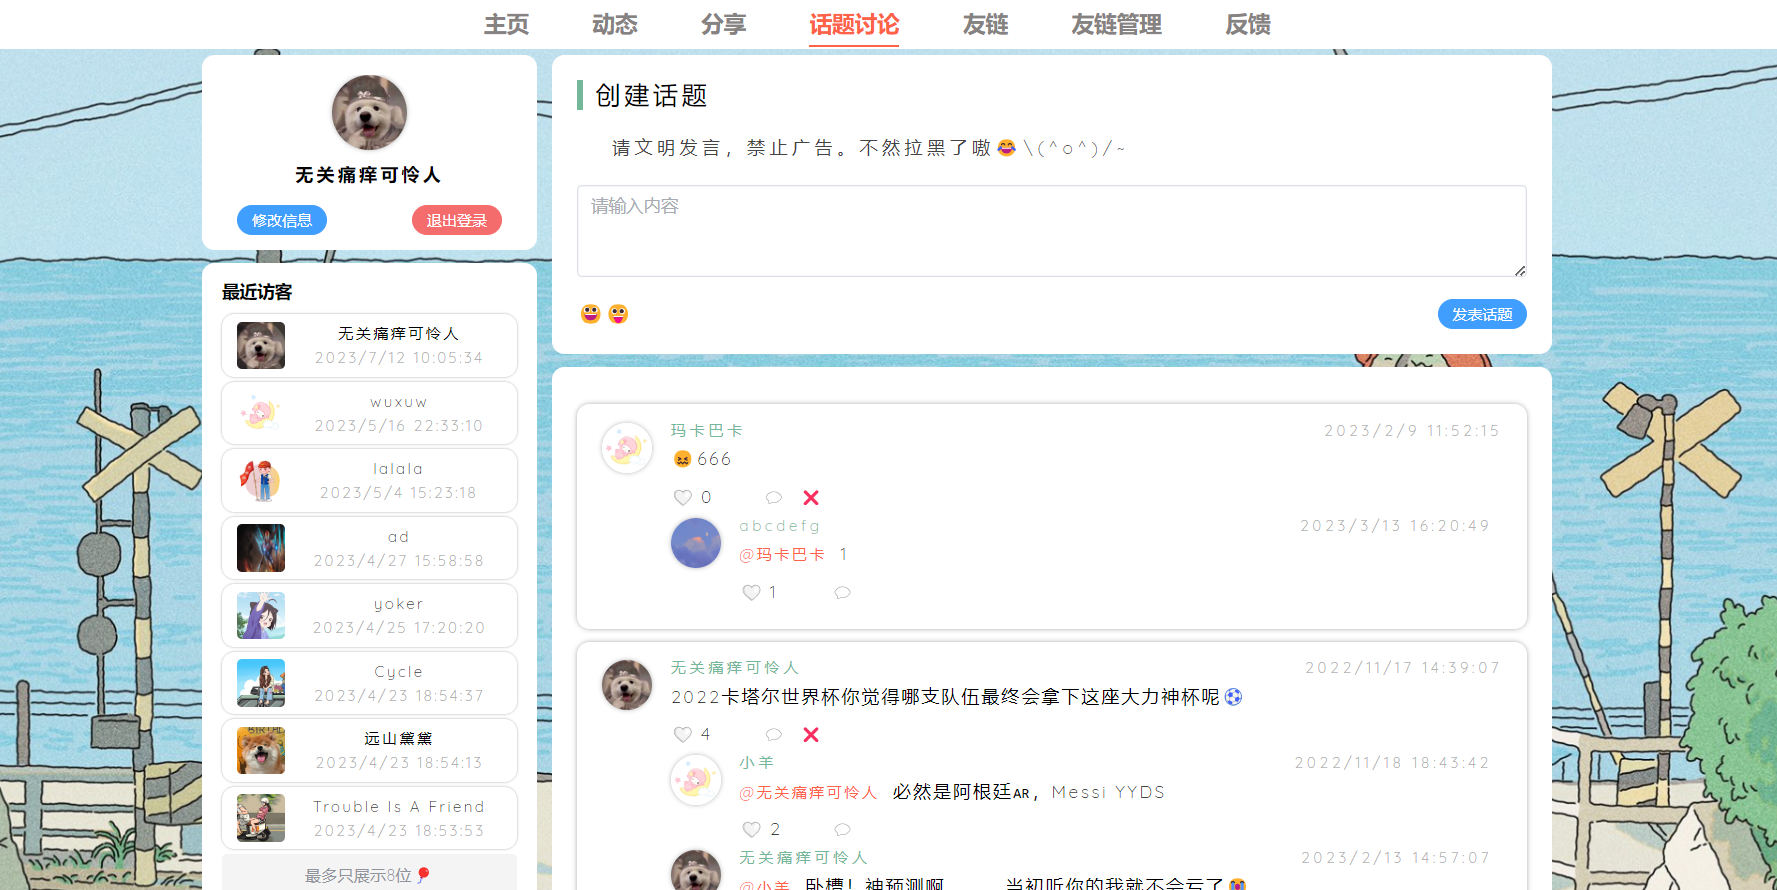 主页 动态 分享 话题讨论 友链 友链管理 反馈
无关痛痒可怜人
修改信息 退出登录
最近访客
无关痛痒可怜人
2023/7/12 10:05:34
wuxuw
2023/5/16 22:33:10
lalala
2023/5/4 15:23:18
ad
2023/4/27 15:58:58
yoker
2023/4/25 17:20:20
Cycle
2023/4/23 18:54:37
远山黛黛
2023/4/23 18:54:13
Trouble Is A Friend
2023/4/23 18:53:53
最多只展示8位🎈
创建话题
请文明发言，禁止广告。不然拉黑了嗷😂\(^o^)/~
请输入内容
😀 😜 发表话题
玛卡巴卡 2023/2/9 11:52:15
😖666
0
abcdefg 2023/3/13 16:20:49
@玛卡巴卡 1
1
无关痛痒可怜人 2022/11/17 14:39:07
2022卡塔尔世界杯你觉得哪支队伍最终会拿下这座大力神杯呢⚽
4
小羊 2022/11/18 18:43:42
@无关痛痒可怜人 必然是阿根廷🇦🇷，Messi YYDS
2
无关痛痒可怜人 2023/2/13 14:57:07
@小羊 卧槽！神预测啊。。。当初听你的我就不会亏了😭